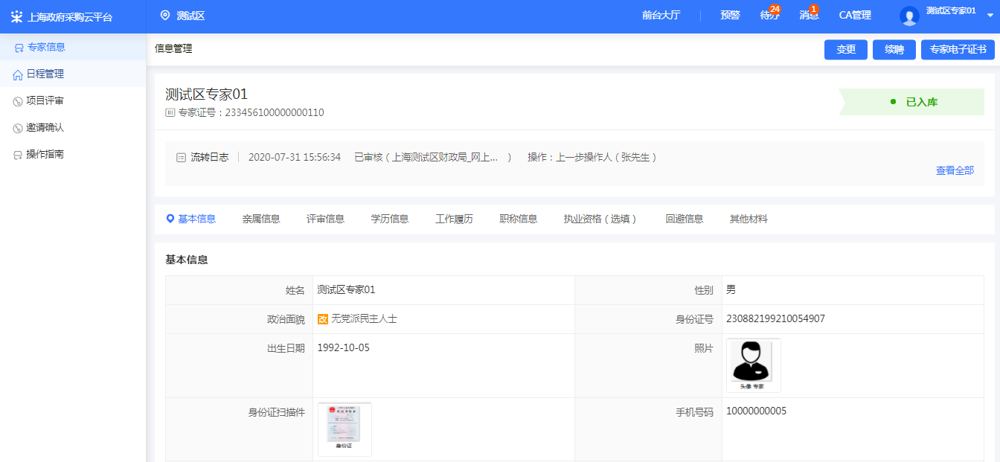 上海政府采购云平台
测试区
前台大厅
预警
待办
24
消息
1
CA管理
测试区专家01
专家信息
日程管理
项目评审
邀请确认
操作指南
信息管理
变更
续聘
专家电子证书
测试区专家01
专家证号：233456100000000110
已入库
流转日志
2020-07-31 15:56:34 已审核（上海测试区财政局_网上... ） 操作：上一步操作人（张先生）
查看全部
基本信息
亲属信息
评审信息
学历信息
工作履历
职称信息
执业资格（选填）
回避信息
其他材料
基本信息
姓名
测试区专家01
性别
男
政治面貌
改 无党派民主人士
身份证号
230882199210054907
出生日期
1992-10-05
照片
头像 专家
身份证扫描件
身份证
手机号码
10000000005